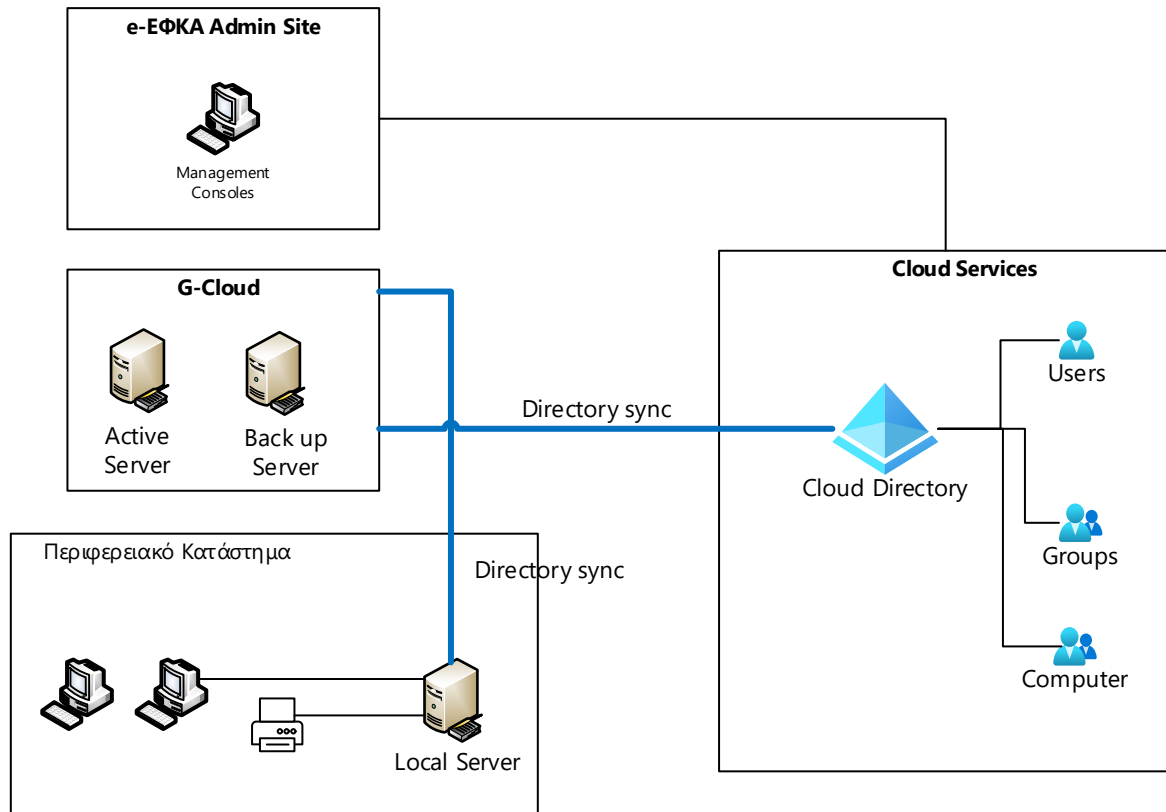 e-ΕΦΚΑ Admin Site
Management
Consoles
G-Cloud
Active
Server
Back up
Server
Directory sync
Cloud Services
Users
Cloud Directory
Groups
Computer
Περιφερειακό Κατάστημα
Directory sync
Local Server